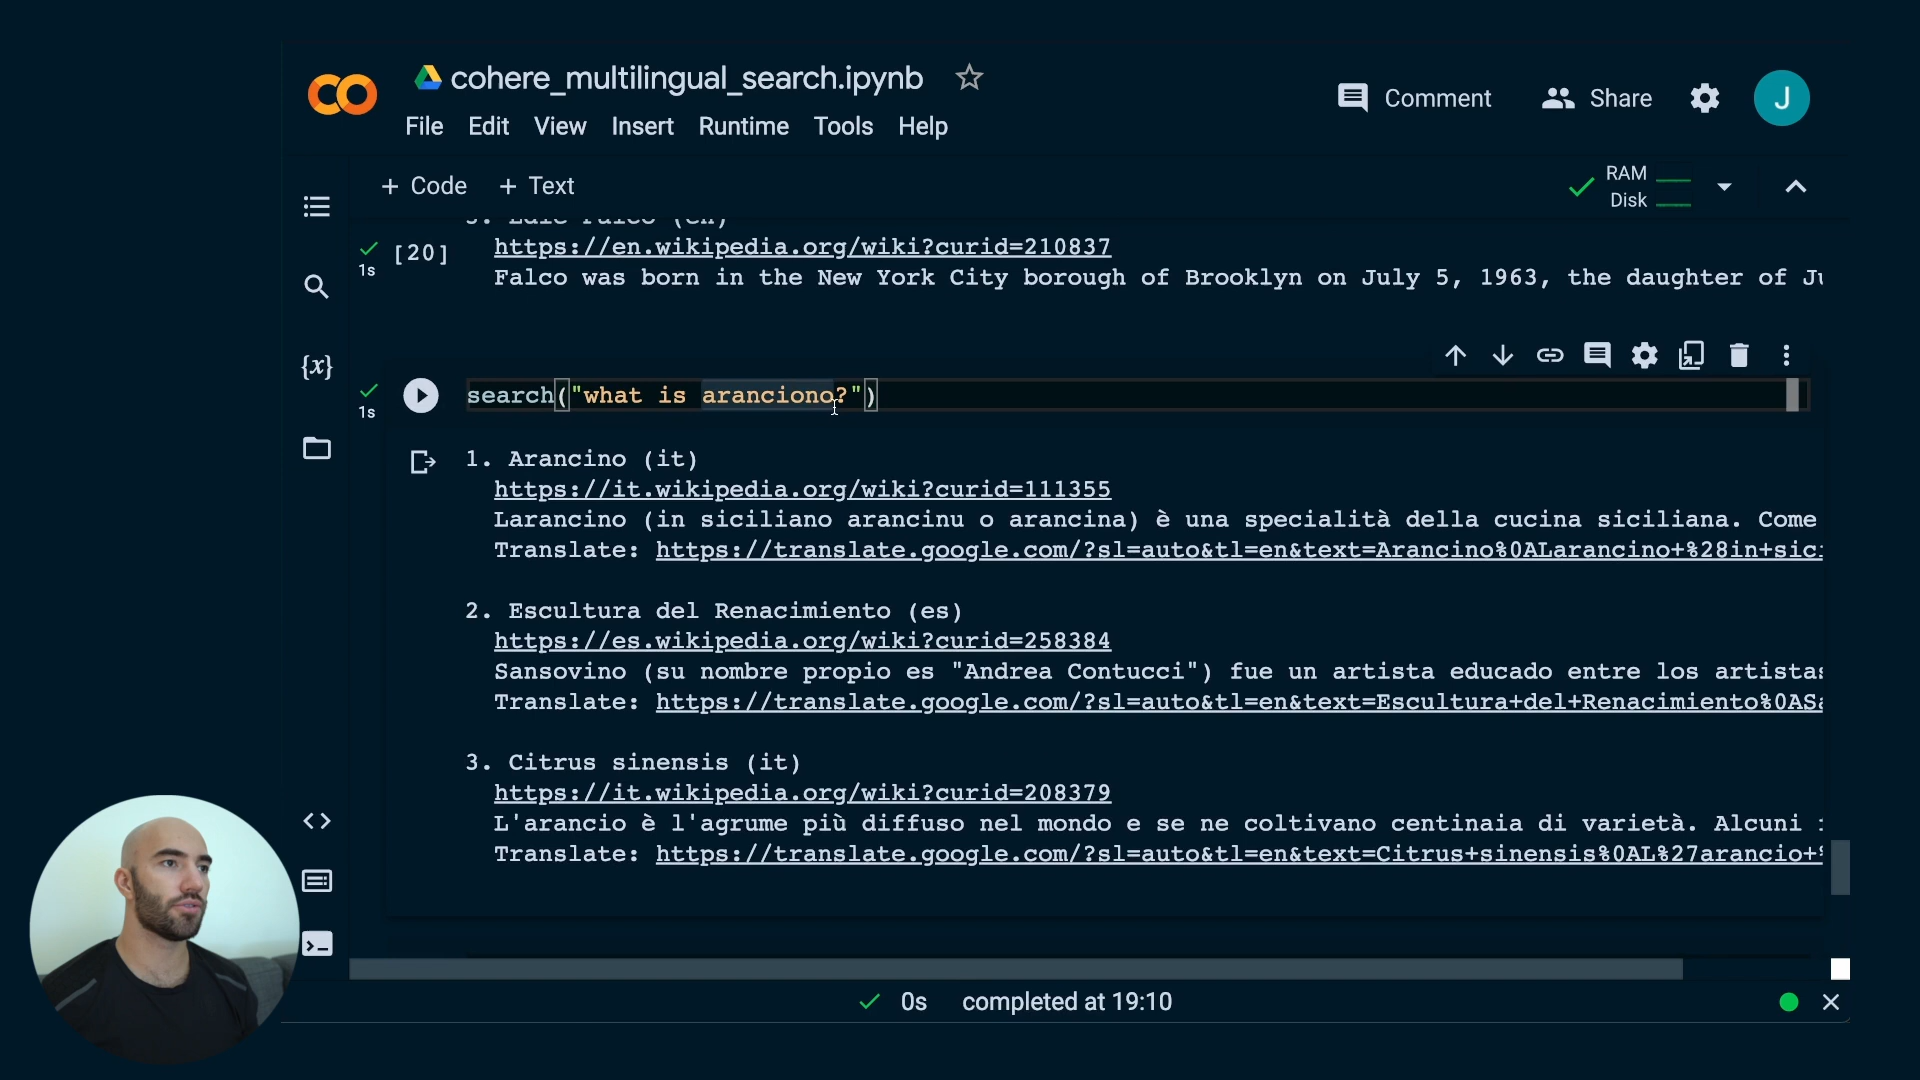 cohere_multilingual_search.ipynb
Comment
Share
J
File Edit View Insert Runtime Tools Help
+ Code + Text
RAM
Disk
3. Edie Falco (en)
[20]
1s
https://en.wikipedia.org/wiki?curid=210837
Falco was born in the New York City borough of Brooklyn on July 5, 1963, the daughter of Ju
{x}
1s
search("what is aranciono?")
1. Arancino (it)
https://it.wikipedia.org/wiki?curid=111355
Larancino (in siciliano arancinu o arancina) è una specialità della cucina siciliana. Come
Translate: https://translate.google.com/?sl=auto&tl=en&text=Arancino%0ALarancino+%28in+sic
2. Escultura del Renacimiento (es)
https://es.wikipedia.org/wiki?curid=258384
Sansovino (su nombre propio es "Andrea Contucci") fue un artista educado entre los artistas
Translate: https://translate.google.com/?sl=auto&tl=en&text=Escultura+del+Renacimiento%0ASa
3. Citrus sinensis (it)
https://it.wikipedia.org/wiki?curid=208379
L'arancio è l'agrume più diffuso nel mondo e se ne coltivano centinaia di varietà. Alcuni
Translate: https://translate.google.com/?sl=auto&tl=en&text=Citrus+sinensis%0AL%27arancio+
0s completed at 19:10